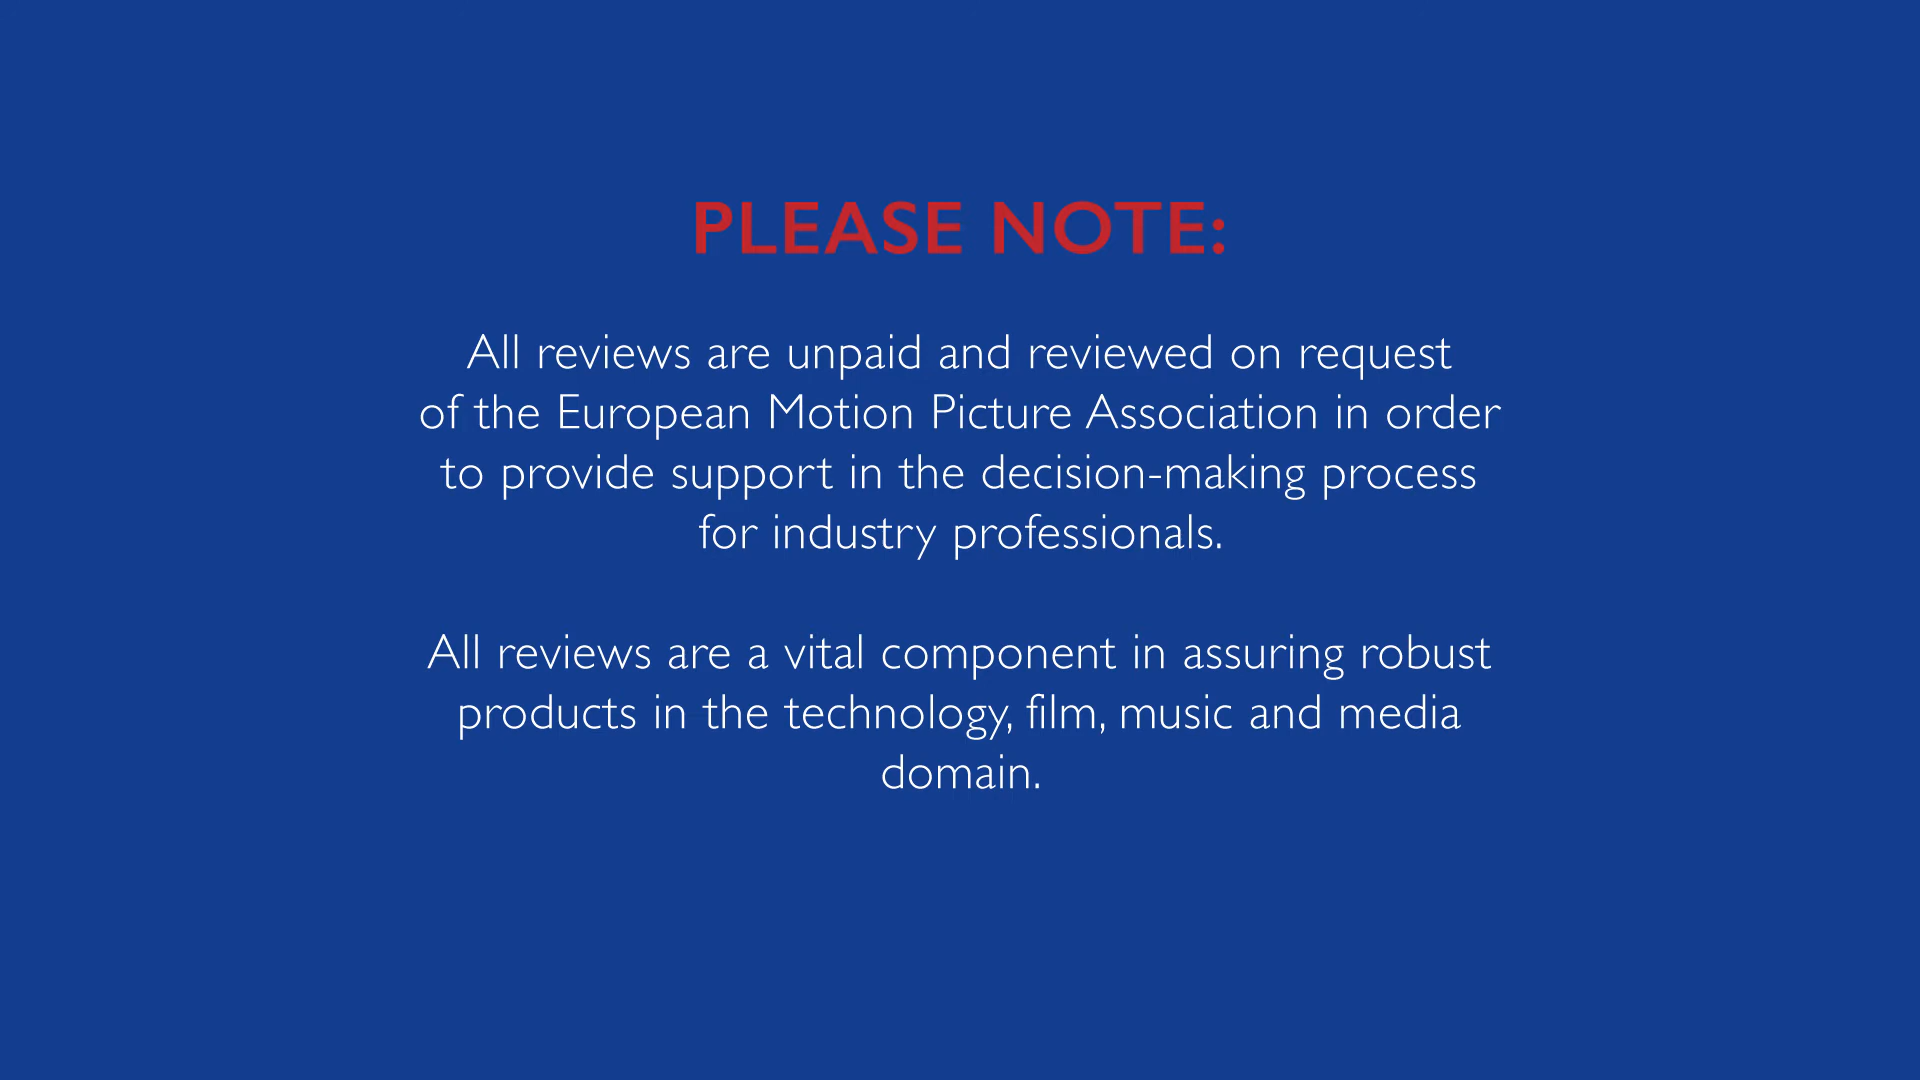 PLEASE NOTE:
All reviews are unpaid and reviewed on request
of the European Motion Picture Association in order
to provide support in the decision-making process
for industry professionals.
All reviews are a vital component in assuring robust
products in the technology, film, music and media
domain.